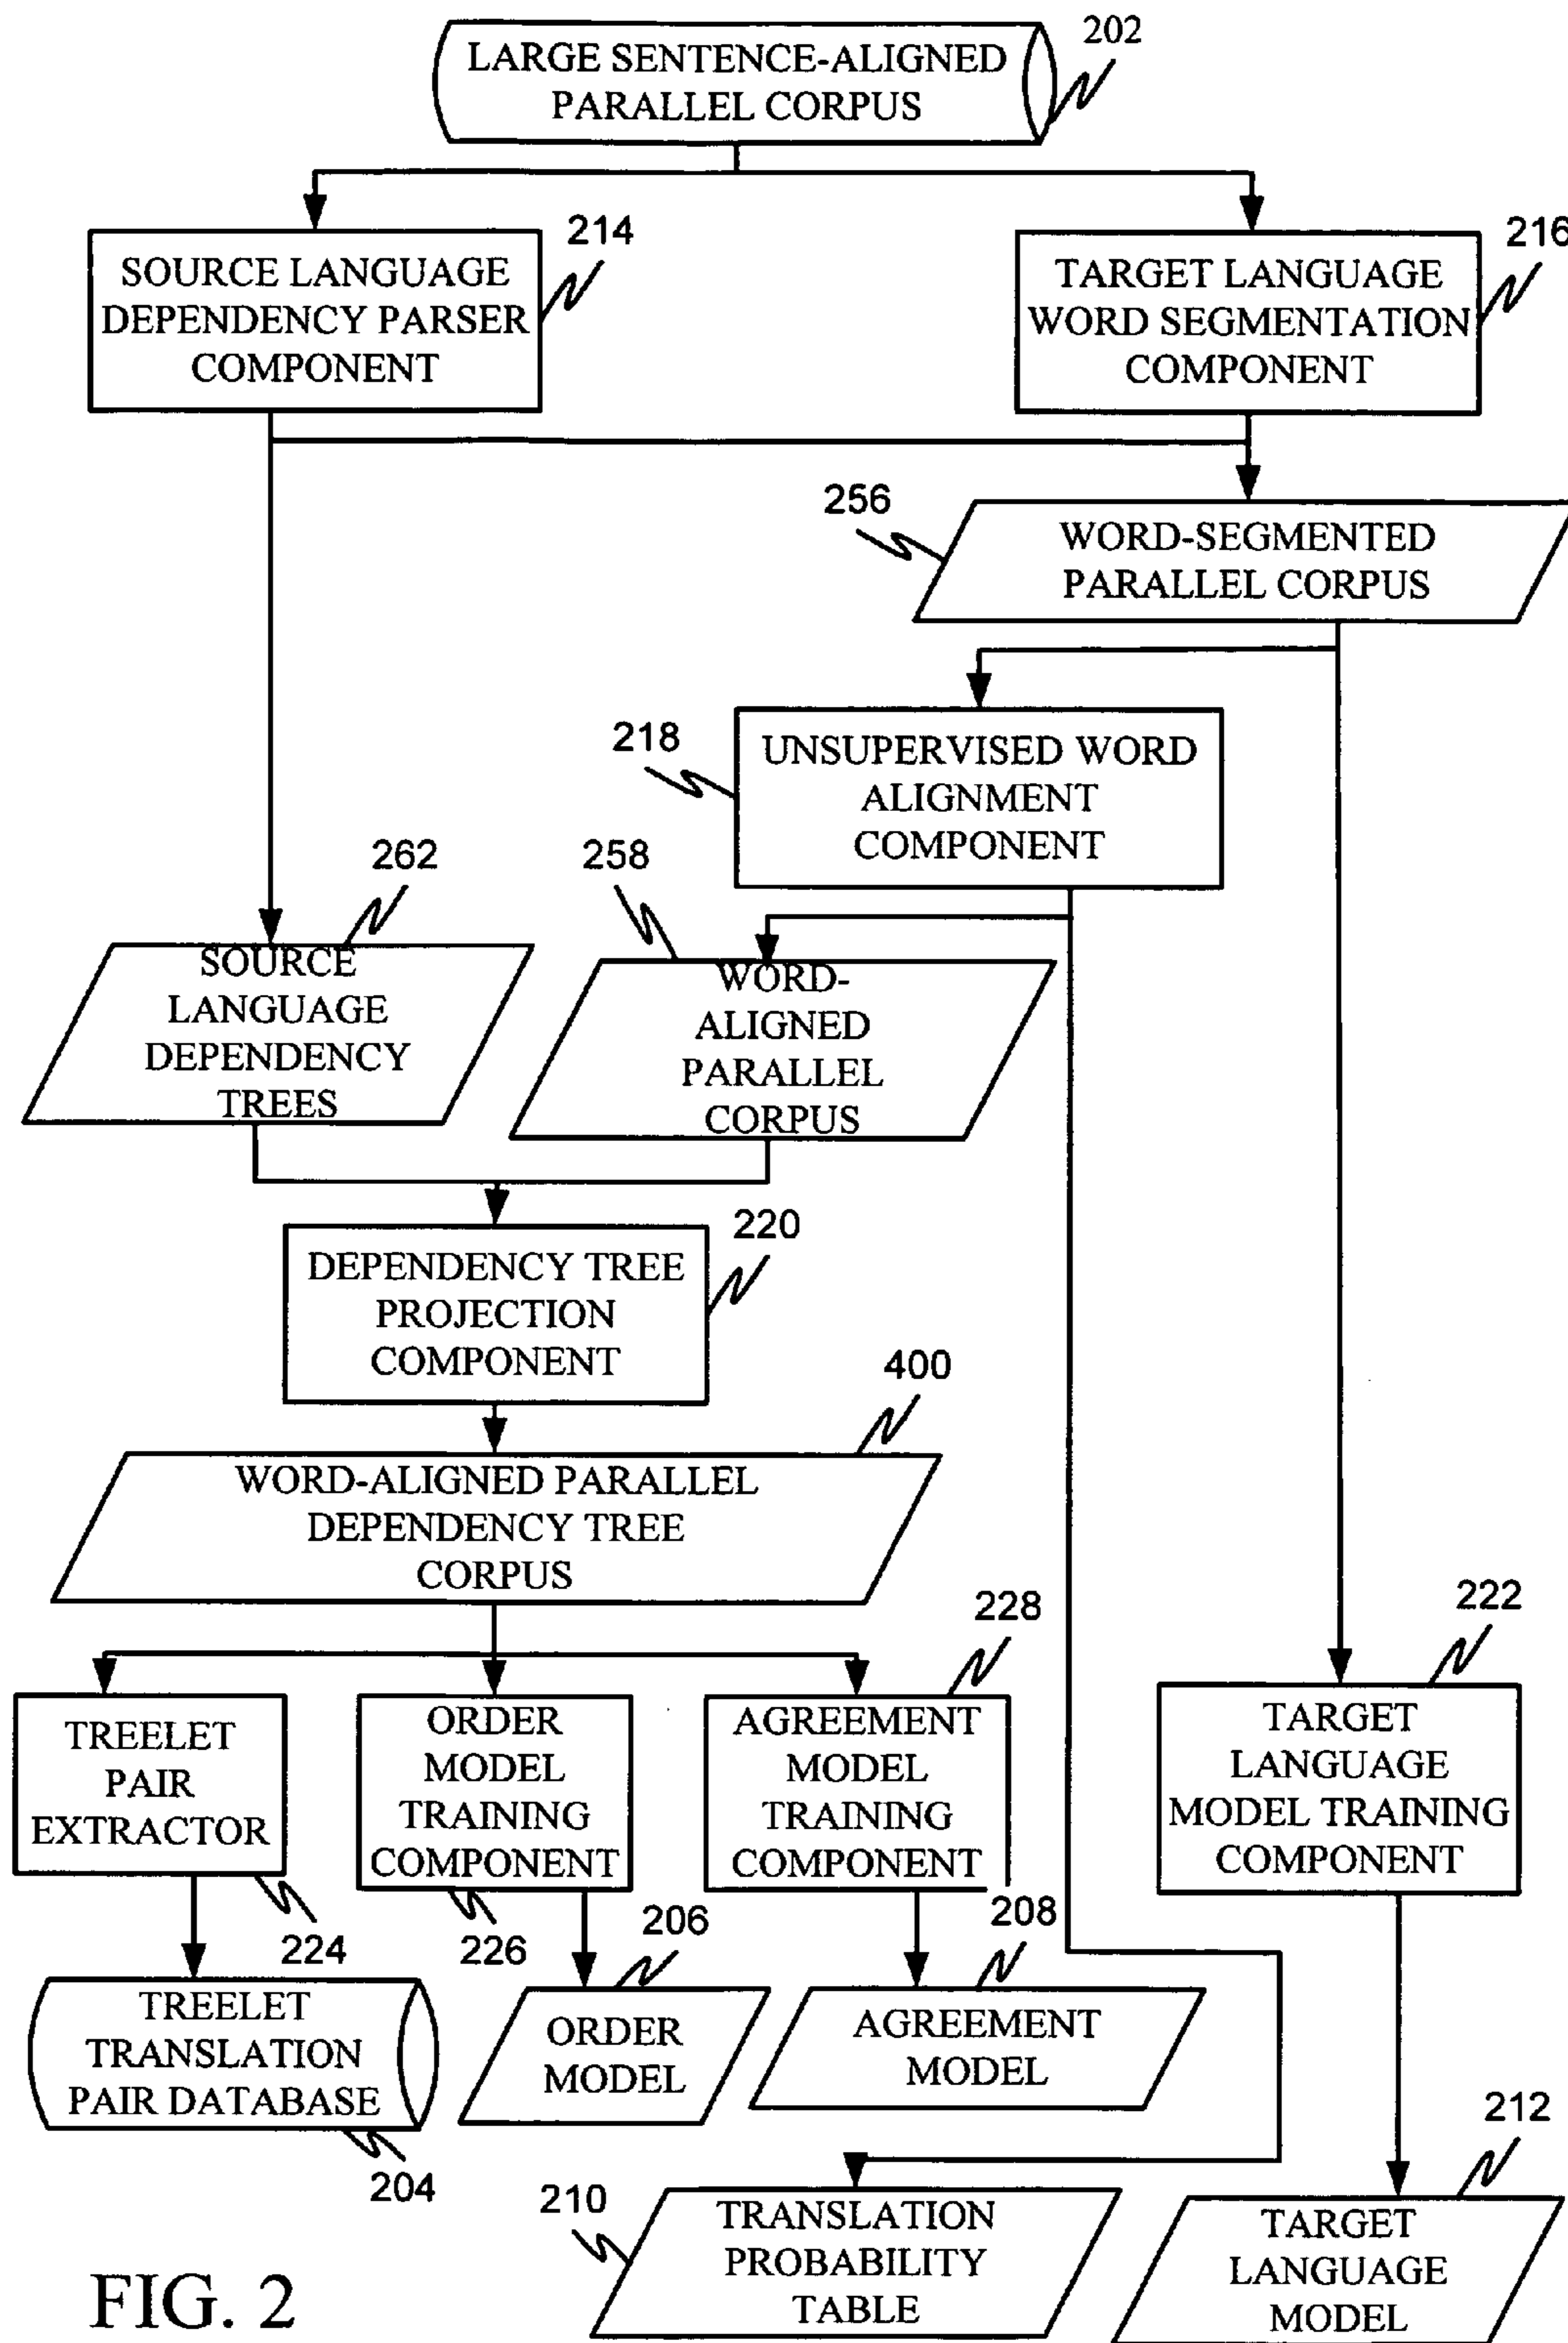 202
LARGE SENTENCE-ALIGNED
PARALLEL CORPUS
214
SOURCE LANGUAGE
DEPENDENCY PARSER
COMPONENT
216
TARGET LANGUAGE
WORD SEGMENTATION
COMPONENT
256
WORD-SEGMENTED
PARALLEL CORPUS
218
UNSUPERVISED WORD
ALIGNMENT
COMPONENT
262
SOURCE
LANGUAGE
DEPENDENCY
TREES
258
WORD-
ALIGNED
PARALLEL
CORPUS
220
DEPENDENCY TREE
PROJECTION
COMPONENT
400
WORD-ALIGNED PARALLEL
DEPENDENCY TREE
CORPUS
228
222
TREELET
PAIR
EXTRACTOR
ORDER
MODEL
TRAINING
COMPONENT
AGREEMENT
MODEL
TRAINING
COMPONENT
TARGET
LANGUAGE
MODEL TRAINING
COMPONENT
224
226
206
208
TREELET
TRANSLATION
PAIR DATABASE
ORDER
MODEL
AGREEMENT
MODEL
204
210
212
TRANSLATION
PROBABILITY
TABLE
TARGET
LANGUAGE
MODEL
FIG. 2